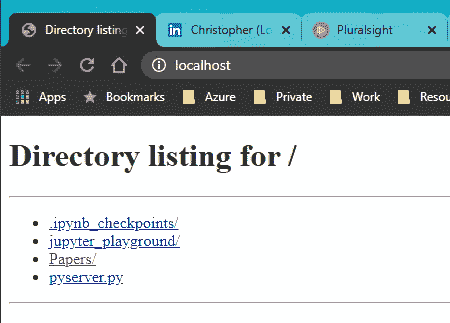 Directory listing
Christopher (Lo
Pluralsight
localhost
Apps
Bookmarks
Azure
Private
Work
Resou
Directory listing for /
.ipynb_checkpoints/
jupyter_playground/
Papers/
pyserver.py